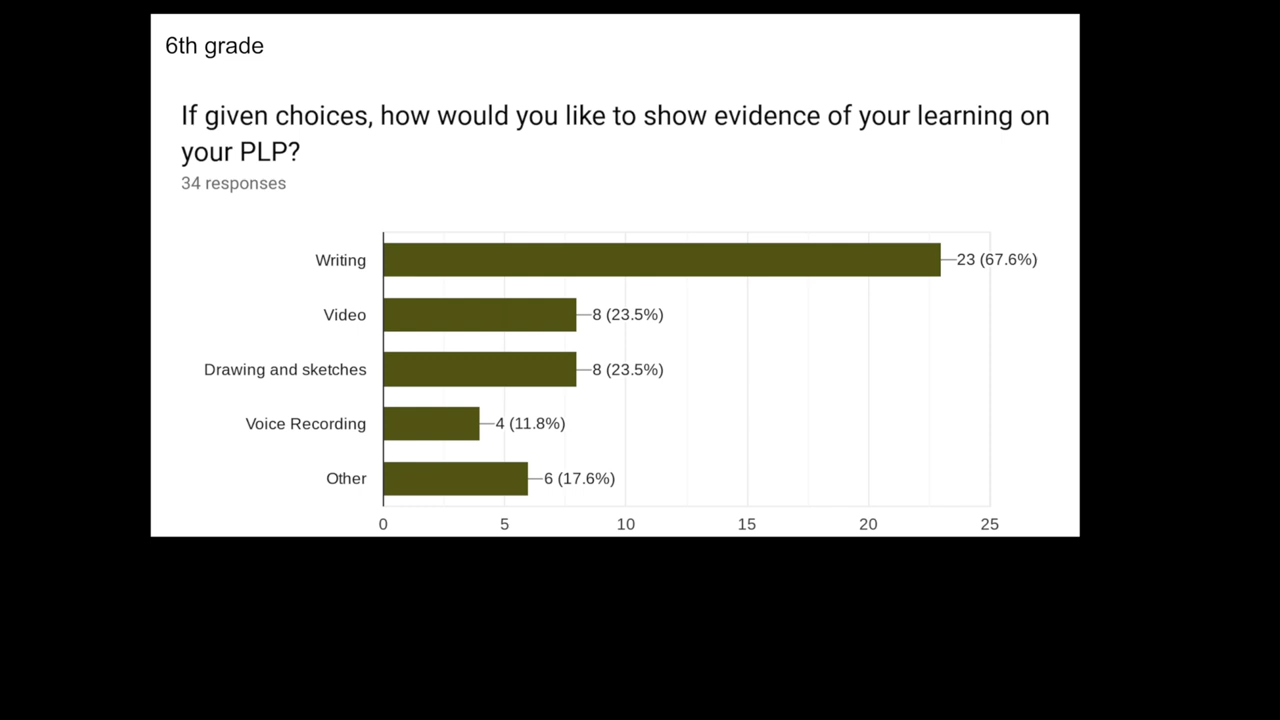 6th grade
If given choices, how would you like to show evidence of your learning on
your PLP?
34 responses
Writing 23 (67.6%)
Video 8 (23.5%)
Drawing and sketches 8 (23.5%)
Voice Recording 4 (11.8%)
Other 6 (17.6%)
0 5 10 15 20 25